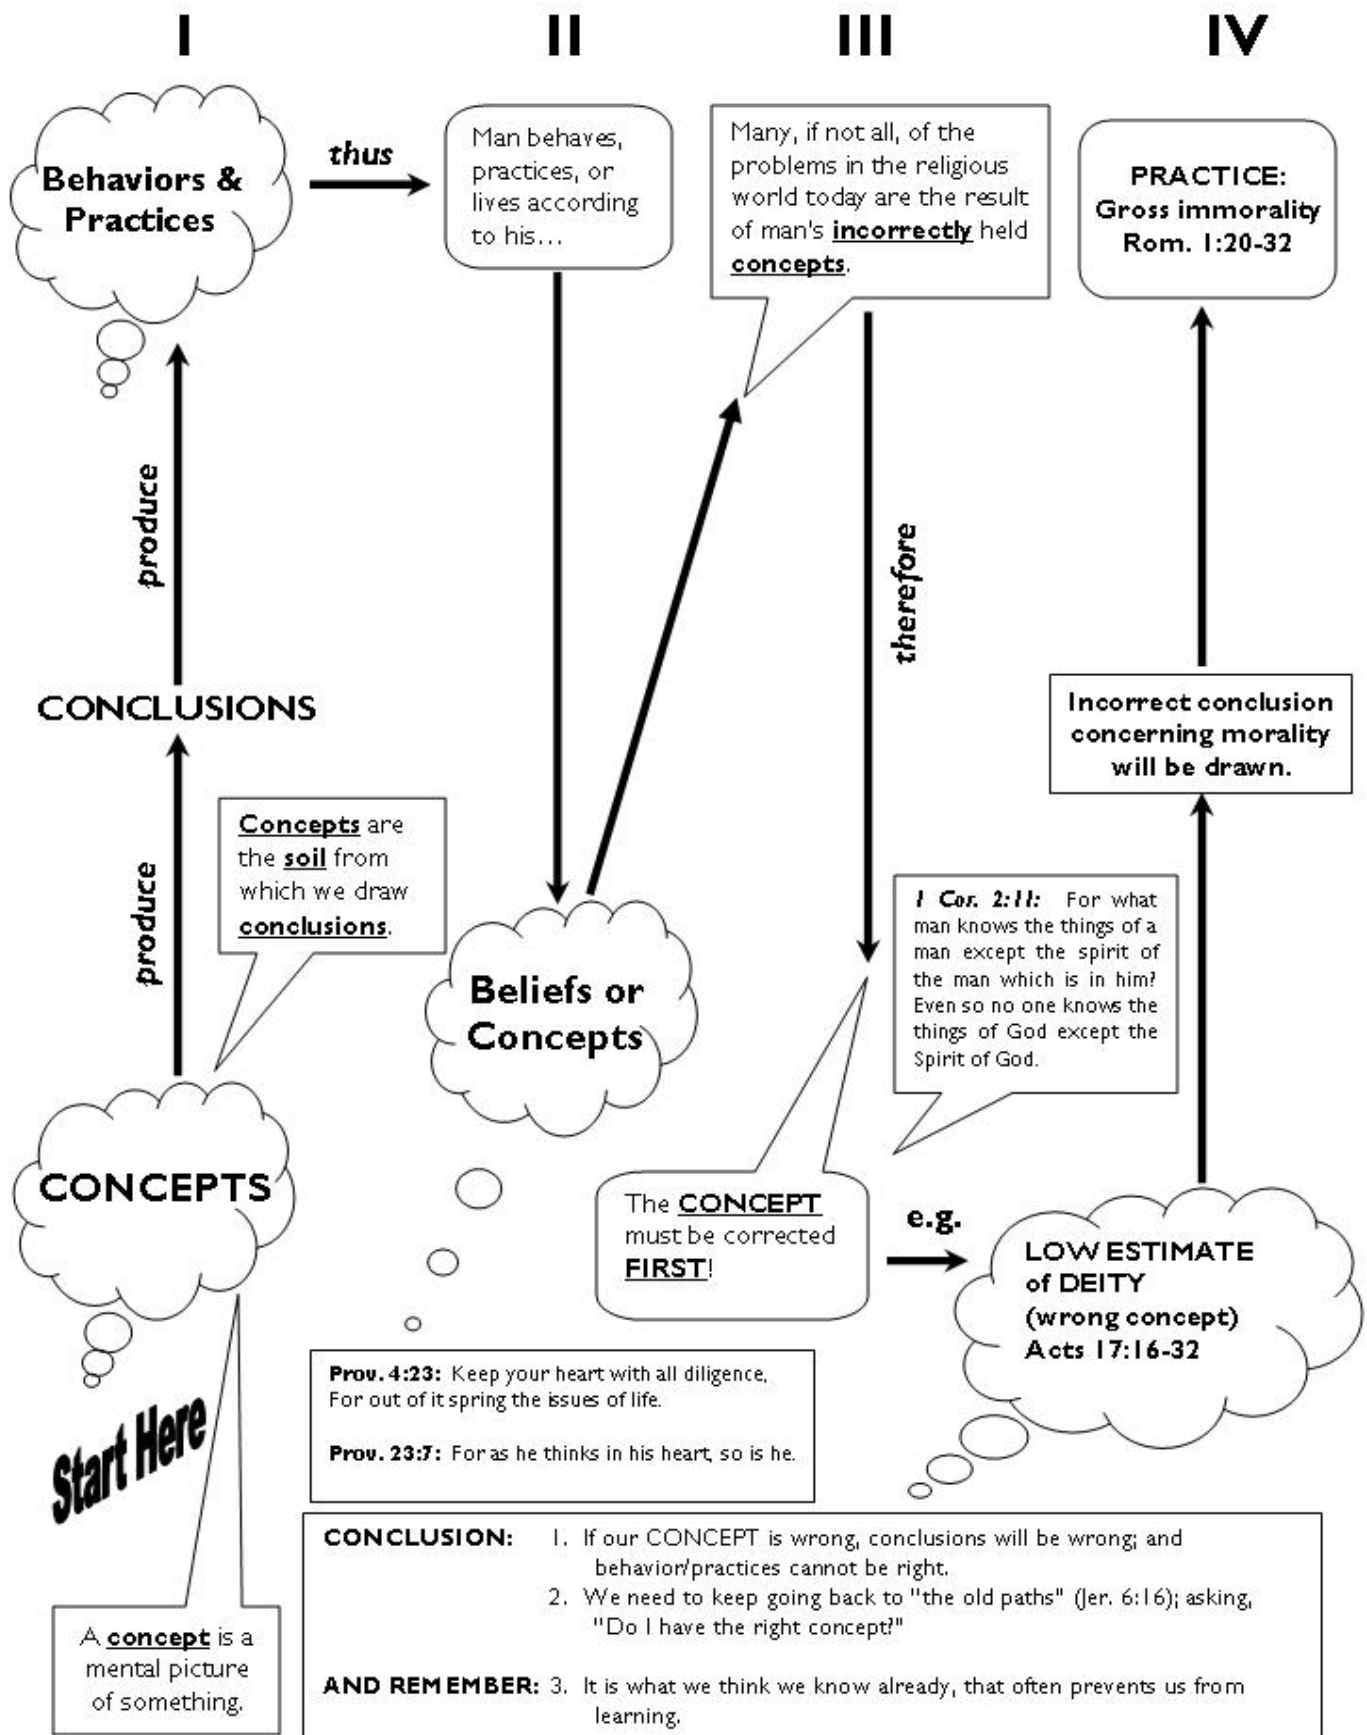 I
II
III
IV
Behaviors &
Practices
thus
Man behaves,
practices, or
lives according
to his...
Many, if not all, of the
problems in the religious
world today are the result
of man's incorrectly held
concepts.
PRACTICE:
Gross immorality
Rom. 1:20-32
produce
CONCLUSIONS
produce
Concepts are
the soil from
which we draw
conclusions.
CONCEPTS
Start Here
A concept is a
mental picture
of something.
Beliefs or
Concepts
therefore
The CONCEPT
must be corrected
FIRST!
1 Cor. 2:11: For what
man knows the things of a
man except the spirit of
the man which is in him?
Even so no one knows the
things of God except the
Spirit of God.
e.g.
LOW ESTIMATE
of DEITY
(wrong concept)
Acts 17:16-32
Incorrect conclusion
concerning morality
will be drawn.
Prov. 4:23: Keep your heart with all diligence,
For out of it spring the issues of life.
Prov. 23:7: For as he thinks in his heart, so is he.
CONCLUSION: 1. If our CONCEPT is wrong, conclusions will be wrong; and
behavior/practices cannot be right.
2. We need to keep going back to "the old paths" (Jer. 6:16); asking,
"Do I have the right concept?"
AND REMEMBER: 3. It is what we think we know already, that often prevents us from
learning.